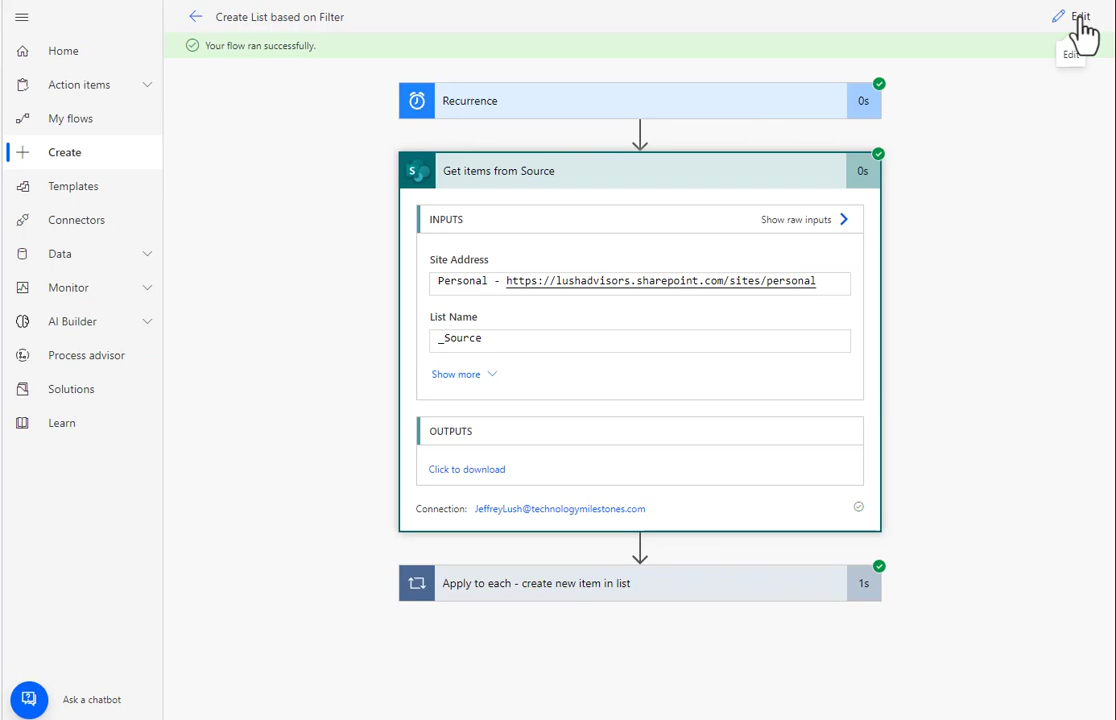 Create List based on Filter
Edit
Your flow ran successfully.
Edit
Home
Action items
My flows
Create
Templates
Connectors
Data
Monitor
AI Builder
Process advisor
Solutions
Learn
Ask a chatbot
Recurrence
0s
Get items from Source
0s
INPUTS
Show raw inputs
Site Address
Personal - https://lushadvisors.sharepoint.com/sites/personal
List Name
_Source
Show more
OUTPUTS
Click to download
Connection: JeffreyLush@technologymilestones.com
Apply to each - create new item in list
1s